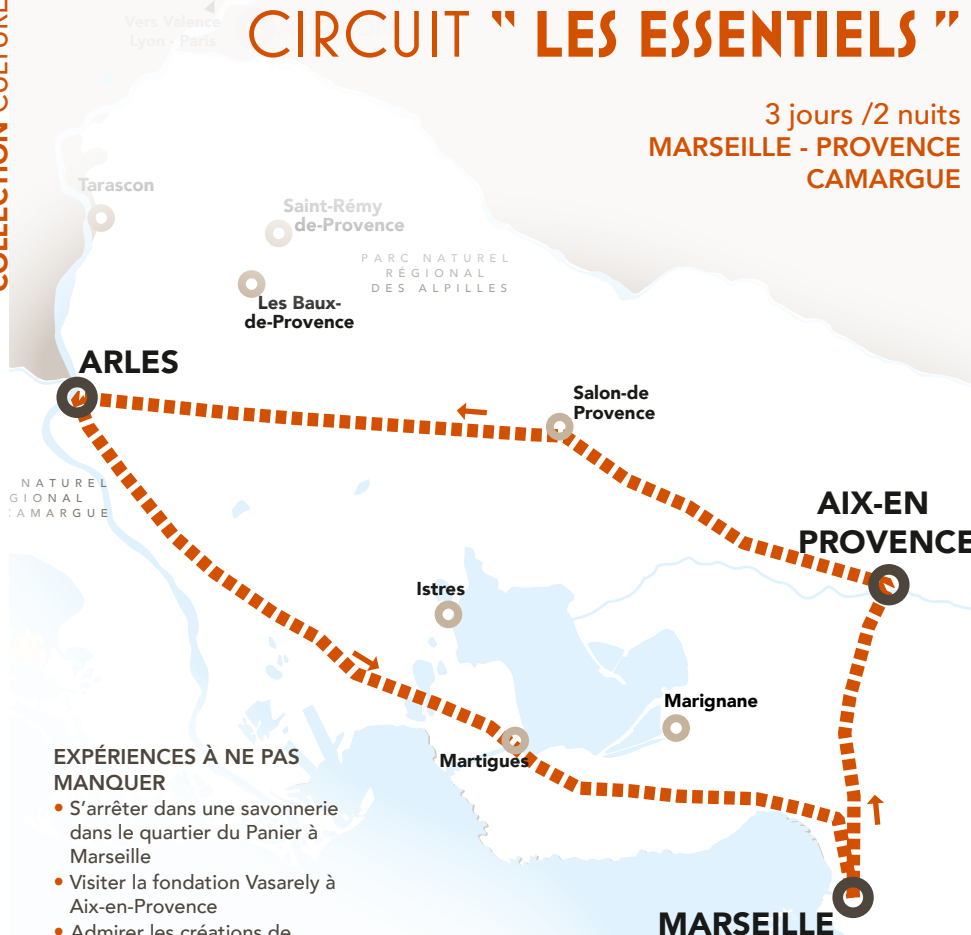 COLLECTION CULTURE
Vers Valence
Lyon - Paris
CIRCUIT “ LES ESSENTIELS ”
3 jours /2 nuits
MARSEILLE - PROVENCE
CAMARGUE
Tarascon
Saint-Rémy
de-Provence
PARC NATUREL
RÉGIONAL
DES ALPILLES
Les Baux-
de-Provence
ARLES
Salon-de
Provence
NATUREL
GIONAL
CAMARGUE
AIX-EN
PROVENCE
Istres
Marignane
Martigues
EXPÉRIENCES À NE PAS
MANQUER
• S’arrêter dans une savonnerie
dans le quartier du Panier à
Marseille
• Visiter la fondation Vasarely à
Aix-en-Provence
• Admirer les créations de
MARSEILLE